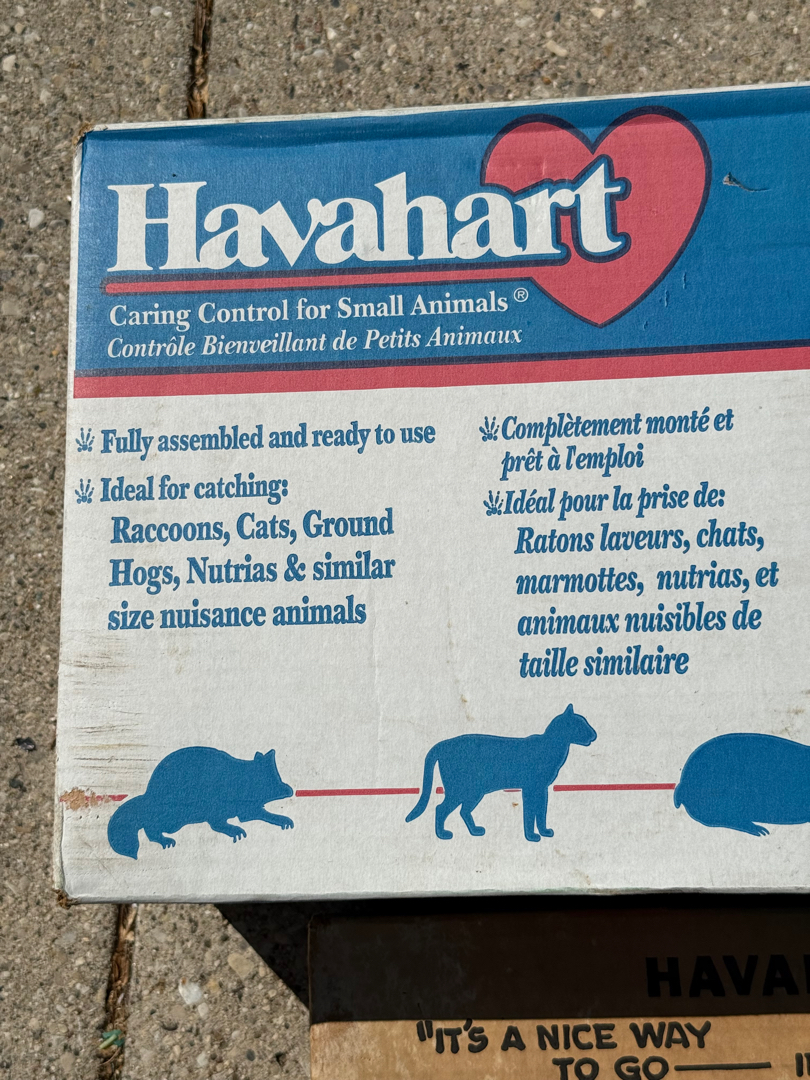 Havahart
Caring Control for Small Animals®
Contrôle Bienveillant de Petits Animaux
Fully assembled and ready to use
Ideal for catching:
Raccoons, Cats, Ground
Hogs, Nutrias & similar
size nuisance animals
Complètement monté et
prêt à l'emploi
Idéal pour la prise de:
Ratons laveurs, chats,
marmottes, nutrias, et
animaux nuisibles de
taille similaire
HAVA
"IT'S A NICE WAY
TO GO—